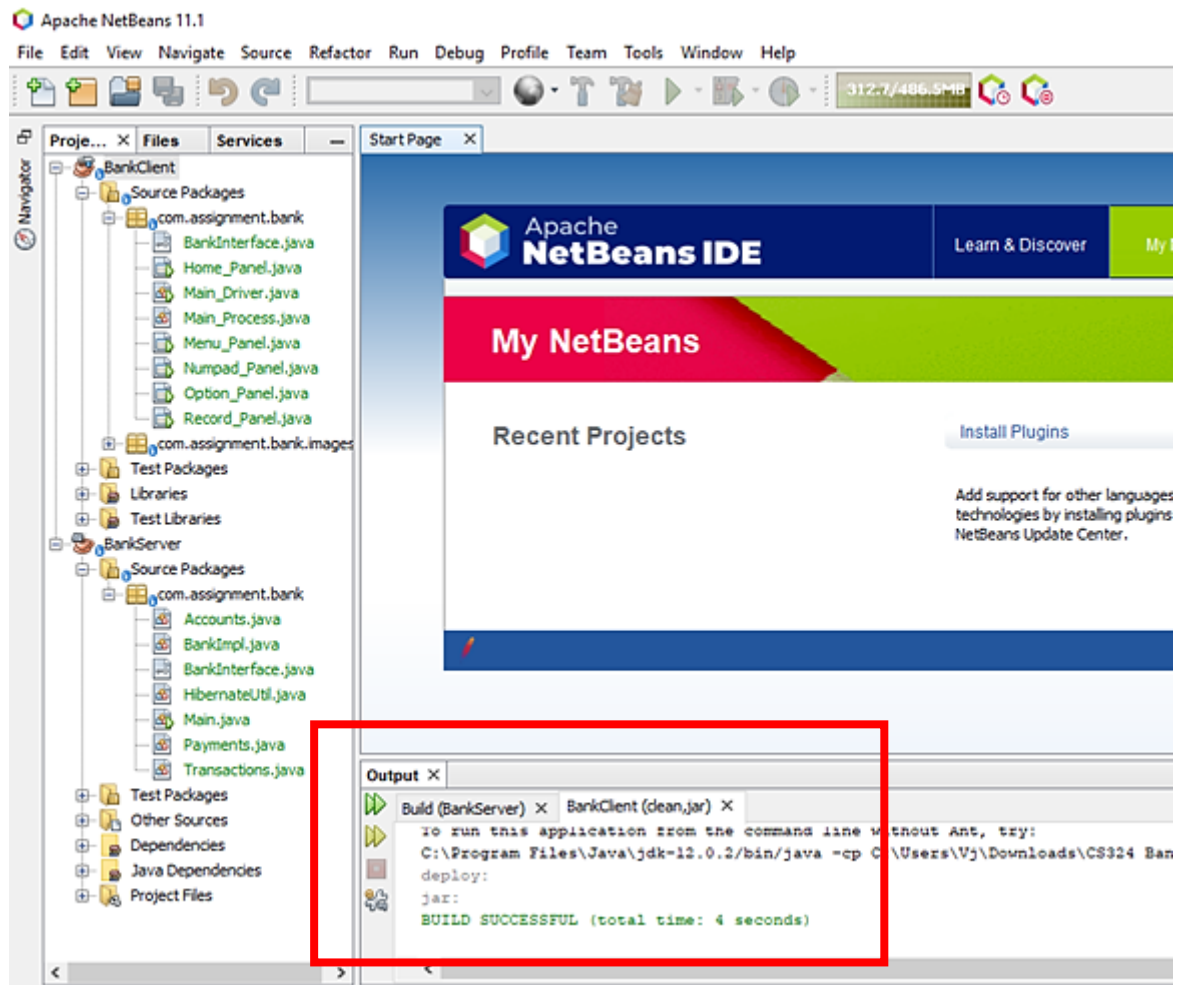 Apache NetBeans 11.1
File Edit View Navigate Source Refactor Run Debug Profile Team Tools Window Help
312.7/486.5MB
Proje... Files Services
Start Page
Navigator
BankClient
Source Packages
com.assignment.bank
BankInterface.java
Home_Panel.java
Main_Driver.java
Main_Process.java
Menu_Panel.java
Numpad_Panel.java
Option_Panel.java
Record_Panel.java
com.assignment.bank.images
Test Packages
Libraries
Test Libraries
BankServer
Source Packages
com.assignment.bank
Accounts.java
BankImpl.java
BankInterface.java
HibernateUtil.java
Main.java
Payments.java
Transactions.java
Test Packages
Other Sources
Dependencies
Java Dependencies
Project Files
Apache
NetBeans IDE
Learn & Discover
My
My NetBeans
Recent Projects
Install Plugins
Add support for other languages
technologies by installing plugins
NetBeans Update Center.
Output
Build (BankServer) BankClient (clean,jar)
To run this application from the command line without Ant, try:
C:\Program Files\Java\jdk-12.0.2/bin/java -cp C:\Users\Vj\Downloads\CS324 Ban
deploy:
jar:
BUILD SUCCESSFUL (total time: 4 seconds)